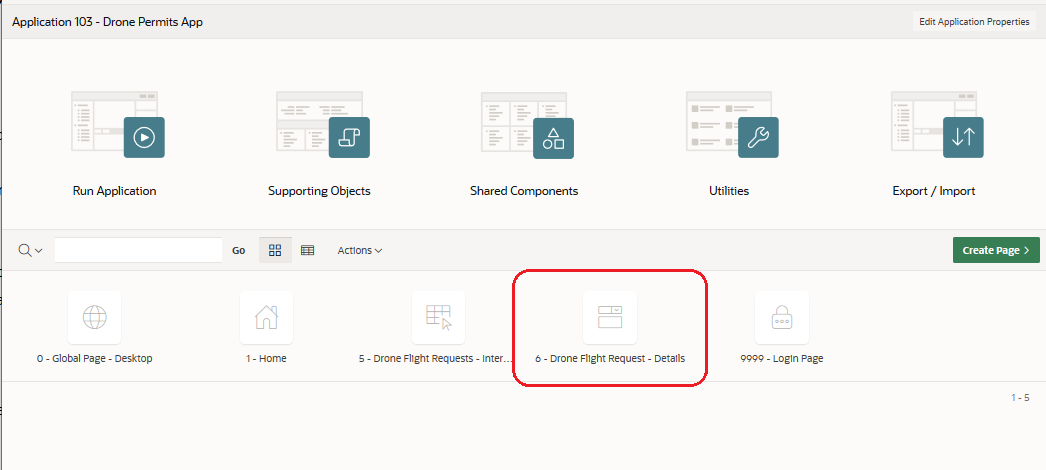 Application 103 - Drone Permits App
Edit Application Properties
Run Application
Supporting Objects
Shared Components
Utilities
Export / Import
Go
Actions
Create Page
0 - Global Page - Desktop
1 - Home
5 - Drone Flight Requests - Inter...
6 - Drone Flight Request - Details
9999 - Login Page
1 - 5